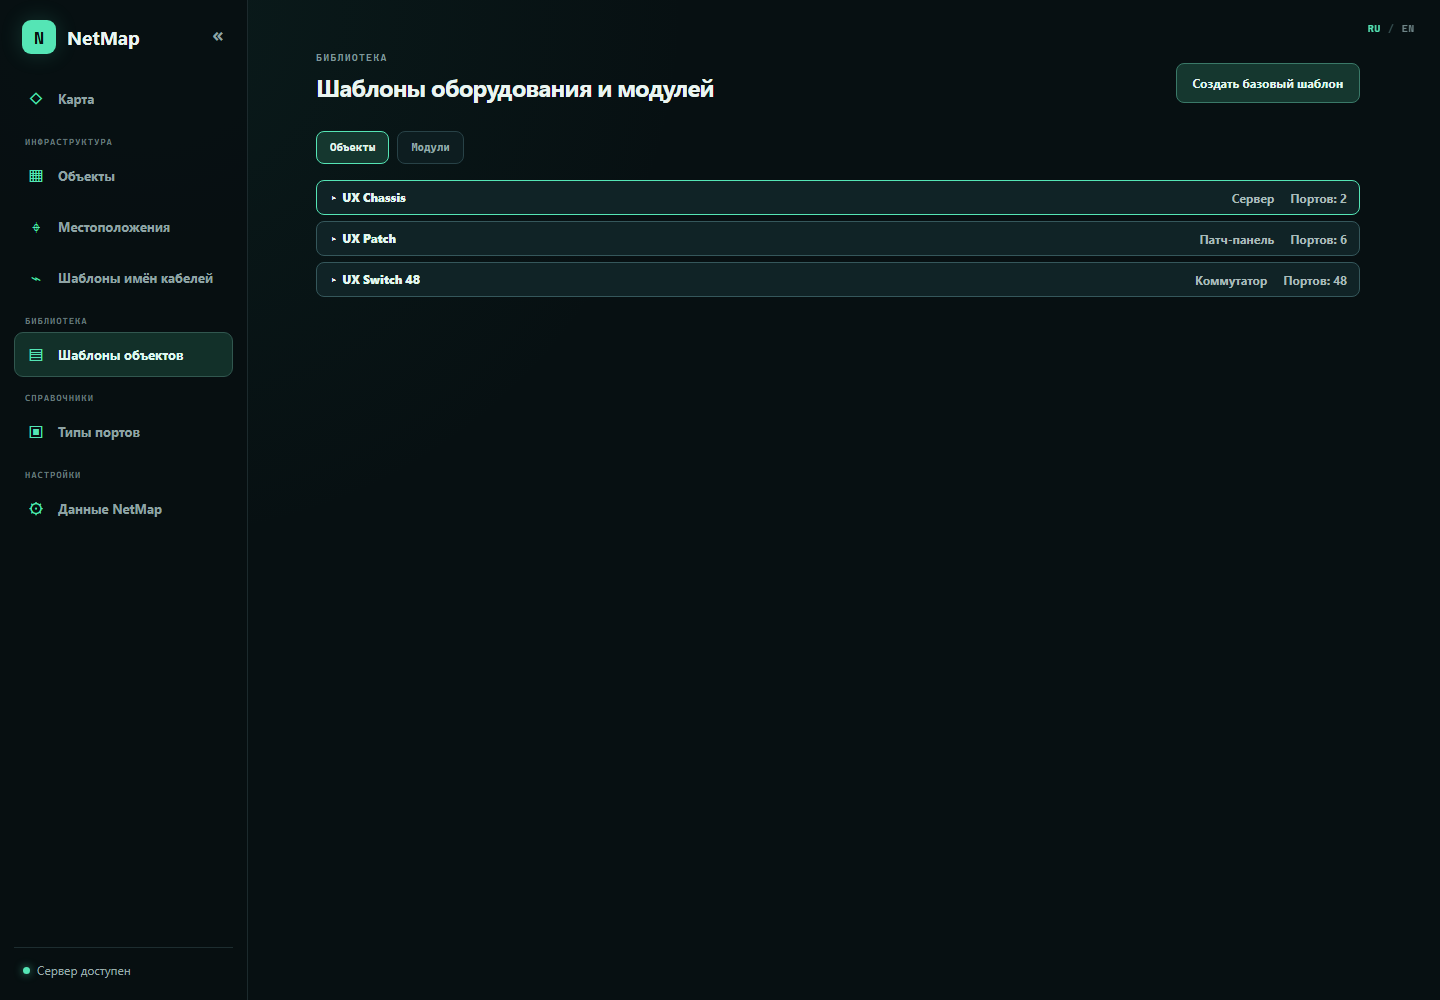 N NetMap «
Карта
ИНФРАСТРУКТУРА
Объекты
Местоположения
Шаблоны имён кабелей
БИБЛИОТЕКА
Шаблоны объектов
СПРАВОЧНИКИ
Типы портов
НАСТРОЙКИ
Данные NetMap
Сервер доступен
RU / EN
БИБЛИОТЕКА
Шаблоны оборудования и модулей
Создать базовый шаблон
Объекты Модули
UX Chassis Сервер Портов: 2
UX Patch Патч-панель Портов: 6
UX Switch 48 Коммутатор Портов: 48